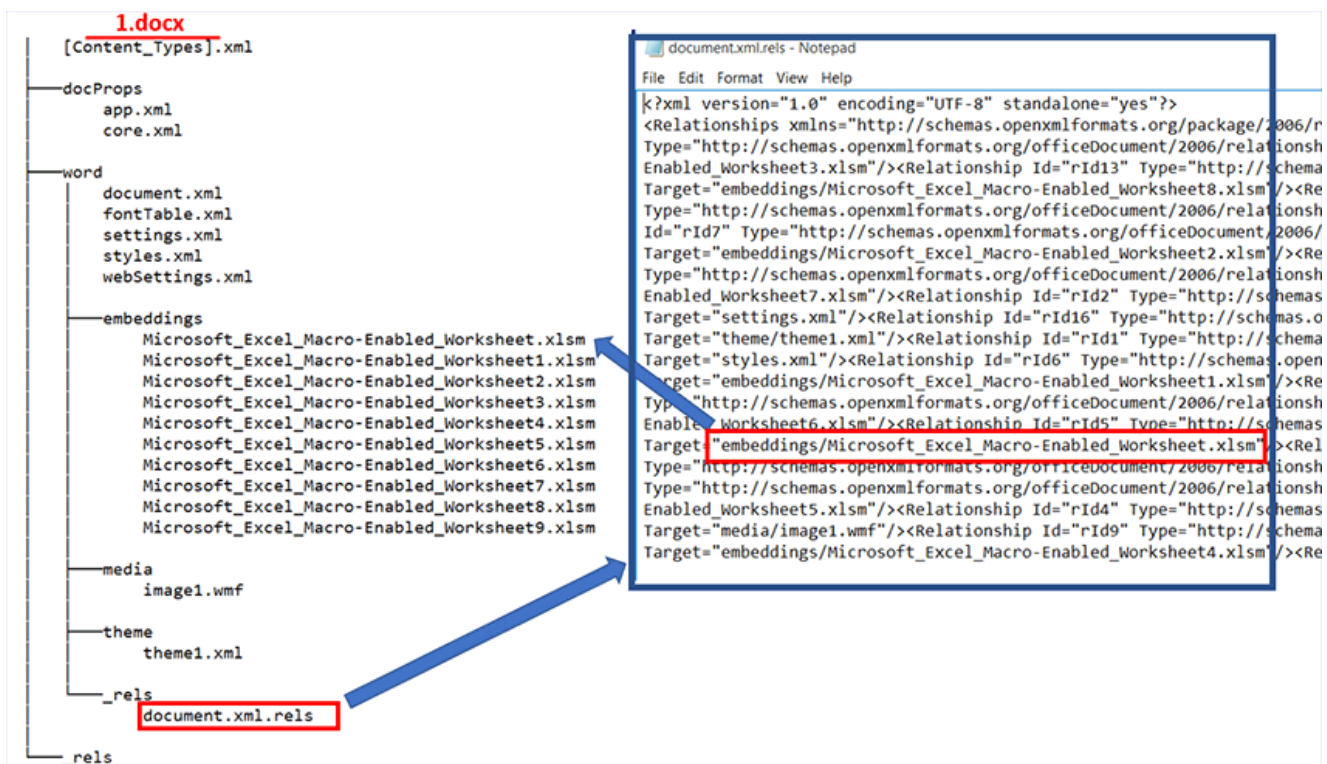 1.docx
[Content_Types].xml
docProps
app.xml
core.xml
word
document.xml
fontTable.xml
settings.xml
styles.xml
webSettings.xml
embeddings
Microsoft_Excel_Macro-Enabled_Worksheet.xlsm
Microsoft_Excel_Macro-Enabled_Worksheet1.xlsm
Microsoft_Excel_Macro-Enabled_Worksheet2.xlsm
Microsoft_Excel_Macro-Enabled_Worksheet3.xlsm
Microsoft_Excel_Macro-Enabled_Worksheet4.xlsm
Microsoft_Excel_Macro-Enabled_Worksheet5.xlsm
Microsoft_Excel_Macro-Enabled_Worksheet6.xlsm
Microsoft_Excel_Macro-Enabled_Worksheet7.xlsm
Microsoft_Excel_Macro-Enabled_Worksheet8.xlsm
Microsoft_Excel_Macro-Enabled_Worksheet9.xlsm
media
image1.wmf
theme
theme1.xml
_rels
document.xml.rels
rels
document.xml.rels - Notepad
File Edit Format View Help
<?xml version="1.0" encoding="UTF-8" standalone="yes"?>
<Relationships xmlns="http://schemas.openxmlformats.org/package/2006/r
Type="http://schemas.openxmlformats.org/officeDocument/2006/relationsh
Enabled_Worksheet3.xlsm"/><Relationship Id="rId13" Type="http://schema
Target="embeddings/Microsoft_Excel_Macro-Enabled_Worksheet8.xlsm"/><Re
Type="http://schemas.openxmlformats.org/officeDocument/2006/relationsh
Id="rId7" Type="http://schemas.openxmlformats.org/officeDocument/2006/
Target="embeddings/Microsoft_Excel_Macro-Enabled_Worksheet2.xlsm"/><Re
Type="http://schemas.openxmlformats.org/officeDocument/2006/relationsh
Enabled_Worksheet7.xlsm"/><Relationship Id="rId2" Type="http://schemas
Target="settings.xml"/><Relationship Id="rId16" Type="http://schemas.o
Target="theme/theme1.xml"/><Relationship Id="rId1" Type="http://schema
Target="styles.xml"/><Relationship Id="rId6" Type="http://schemas.open
Target="embeddings/Microsoft_Excel_Macro-Enabled_Worksheet1.xlsm"/><Re
Type="http://schemas.openxmlformats.org/officeDocument/2006/relationsh
Enabled_Worksheet6.xlsm"/><Relationship Id="rId5" Type="http://schemas
Target="embeddings/Microsoft_Excel_Macro-Enabled_Worksheet.xlsm"/><Rel
Type="http://schemas.openxmlformats.org/officeDocument/2006/relationsh
Type="http://schemas.openxmlformats.org/officeDocument/2006/relationsh
Enabled_Worksheet5.xlsm"/><Relationship Id="rId4" Type="http://schemas
Target="media/image1.wmf"/><Relationship Id="rId9" Type="http://schema
Target="embeddings/Microsoft_Excel_Macro-Enabled_Worksheet4.xlsm"/><Re